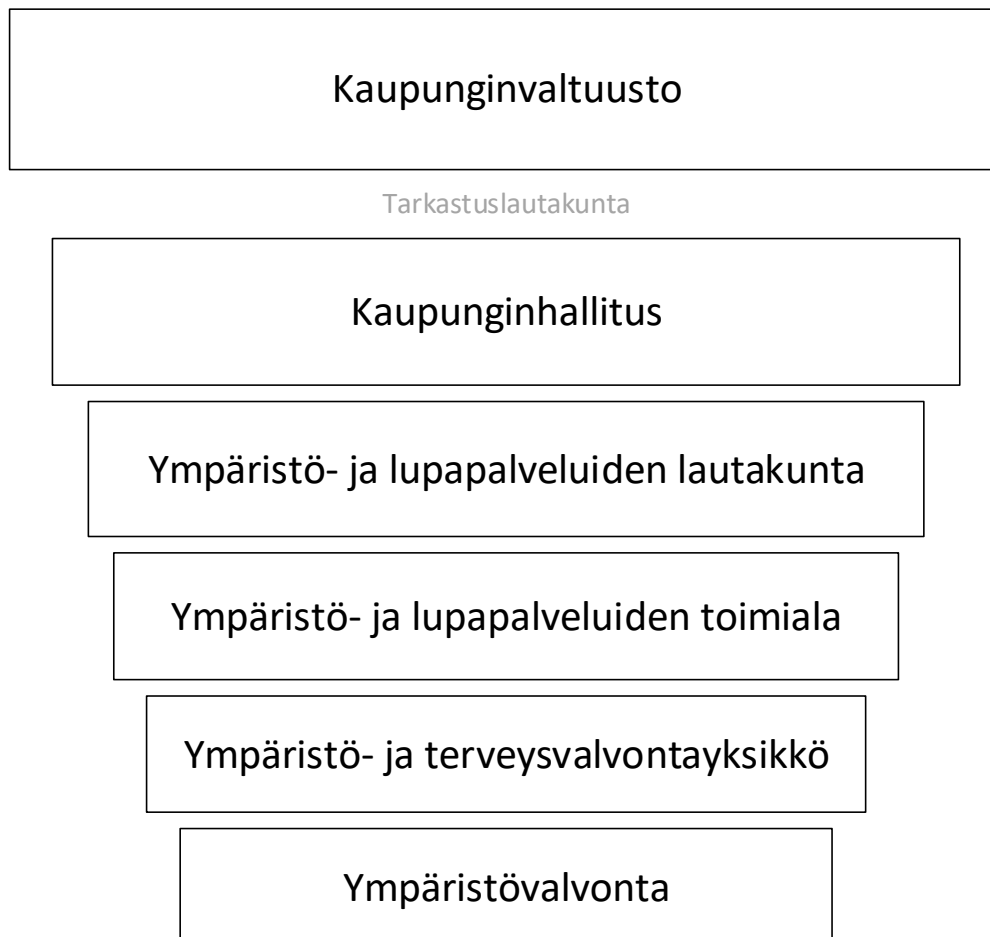 Kaupunginvaltuusto
Tarkastuslautakunta
Kaupunginhallitus
Ympäristö- ja lupapalveluiden lautakunta
Ympäristö- ja lupapalveluiden toimiala
Ympäristö- ja terveysvalvontayksikkö
Ympäristövalvonta